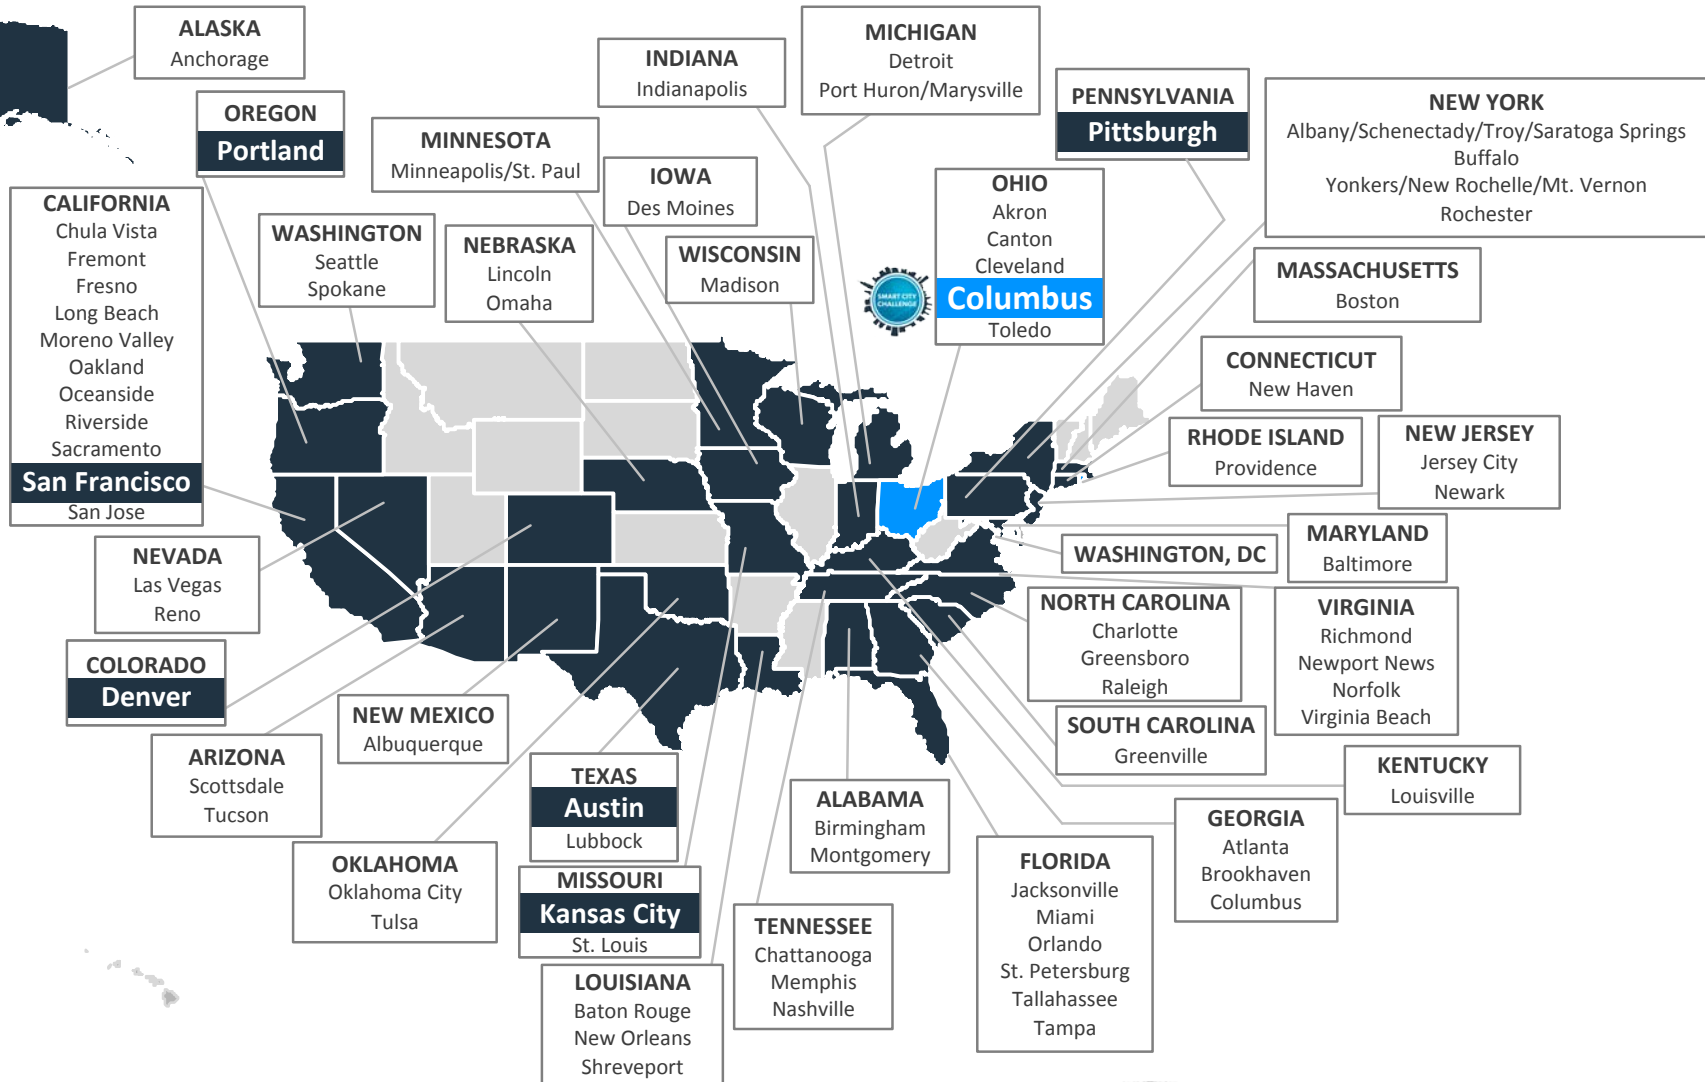 ALASKA
Anchorage
OREGON
Portland
CALIFORNIA
Chula Vista
Fremont
Fresno
Long Beach
Moreno Valley
Oakland
Oceanside
Riverside
Sacramento
San Francisco
San Jose
WASHINGTON
Seattle
Spokane
MINNESOTA
Minneapolis/St. Paul
NEBRASKA
Lincoln
Omaha
INDIANA
Indianapolis
IOWA
Des Moines
WISCONSIN
Madison
MICHIGAN
Detroit
Port Huron/Marysville
SMART CITY
CHALLENGE
OHIO
Akron
Canton
Cleveland
Columbus
Toledo
PENNSYLVANIA
Pittsburgh
NEW YORK
Albany/Schenectady/Troy/Saratoga Springs
Buffalo
Yonkers/New Rochelle/Mt. Vernon
Rochester
MASSACHUSETTS
Boston
CONNECTICUT
New Haven
RHODE ISLAND
Providence
NEW JERSEY
Jersey City
Newark
MARYLAND
Baltimore
WASHINGTON, DC
VIRGINIA
Richmond
Newport News
Norfolk
Virginia Beach
NORTH CAROLINA
Charlotte
Greensboro
Raleigh
SOUTH CAROLINA
Greenville
KENTUCKY
Louisville
GEORGIA
Atlanta
Brookhaven
Columbus
FLORIDA
Jacksonville
Miami
Orlando
St. Petersburg
Tallahassee
Tampa
ALABAMA
Birmingham
Montgomery
TENNESSEE
Chattanooga
Memphis
Nashville
LOUISIANA
Baton Rouge
New Orleans
Shreveport
MISSOURI
Kansas City
St. Louis
TEXAS
Austin
Lubbock
OKLAHOMA
Oklahoma City
Tulsa
NEW MEXICO
Albuquerque
ARIZONA
Scottsdale
Tucson
COLORADO
Denver
NEVADA
Las Vegas
Reno